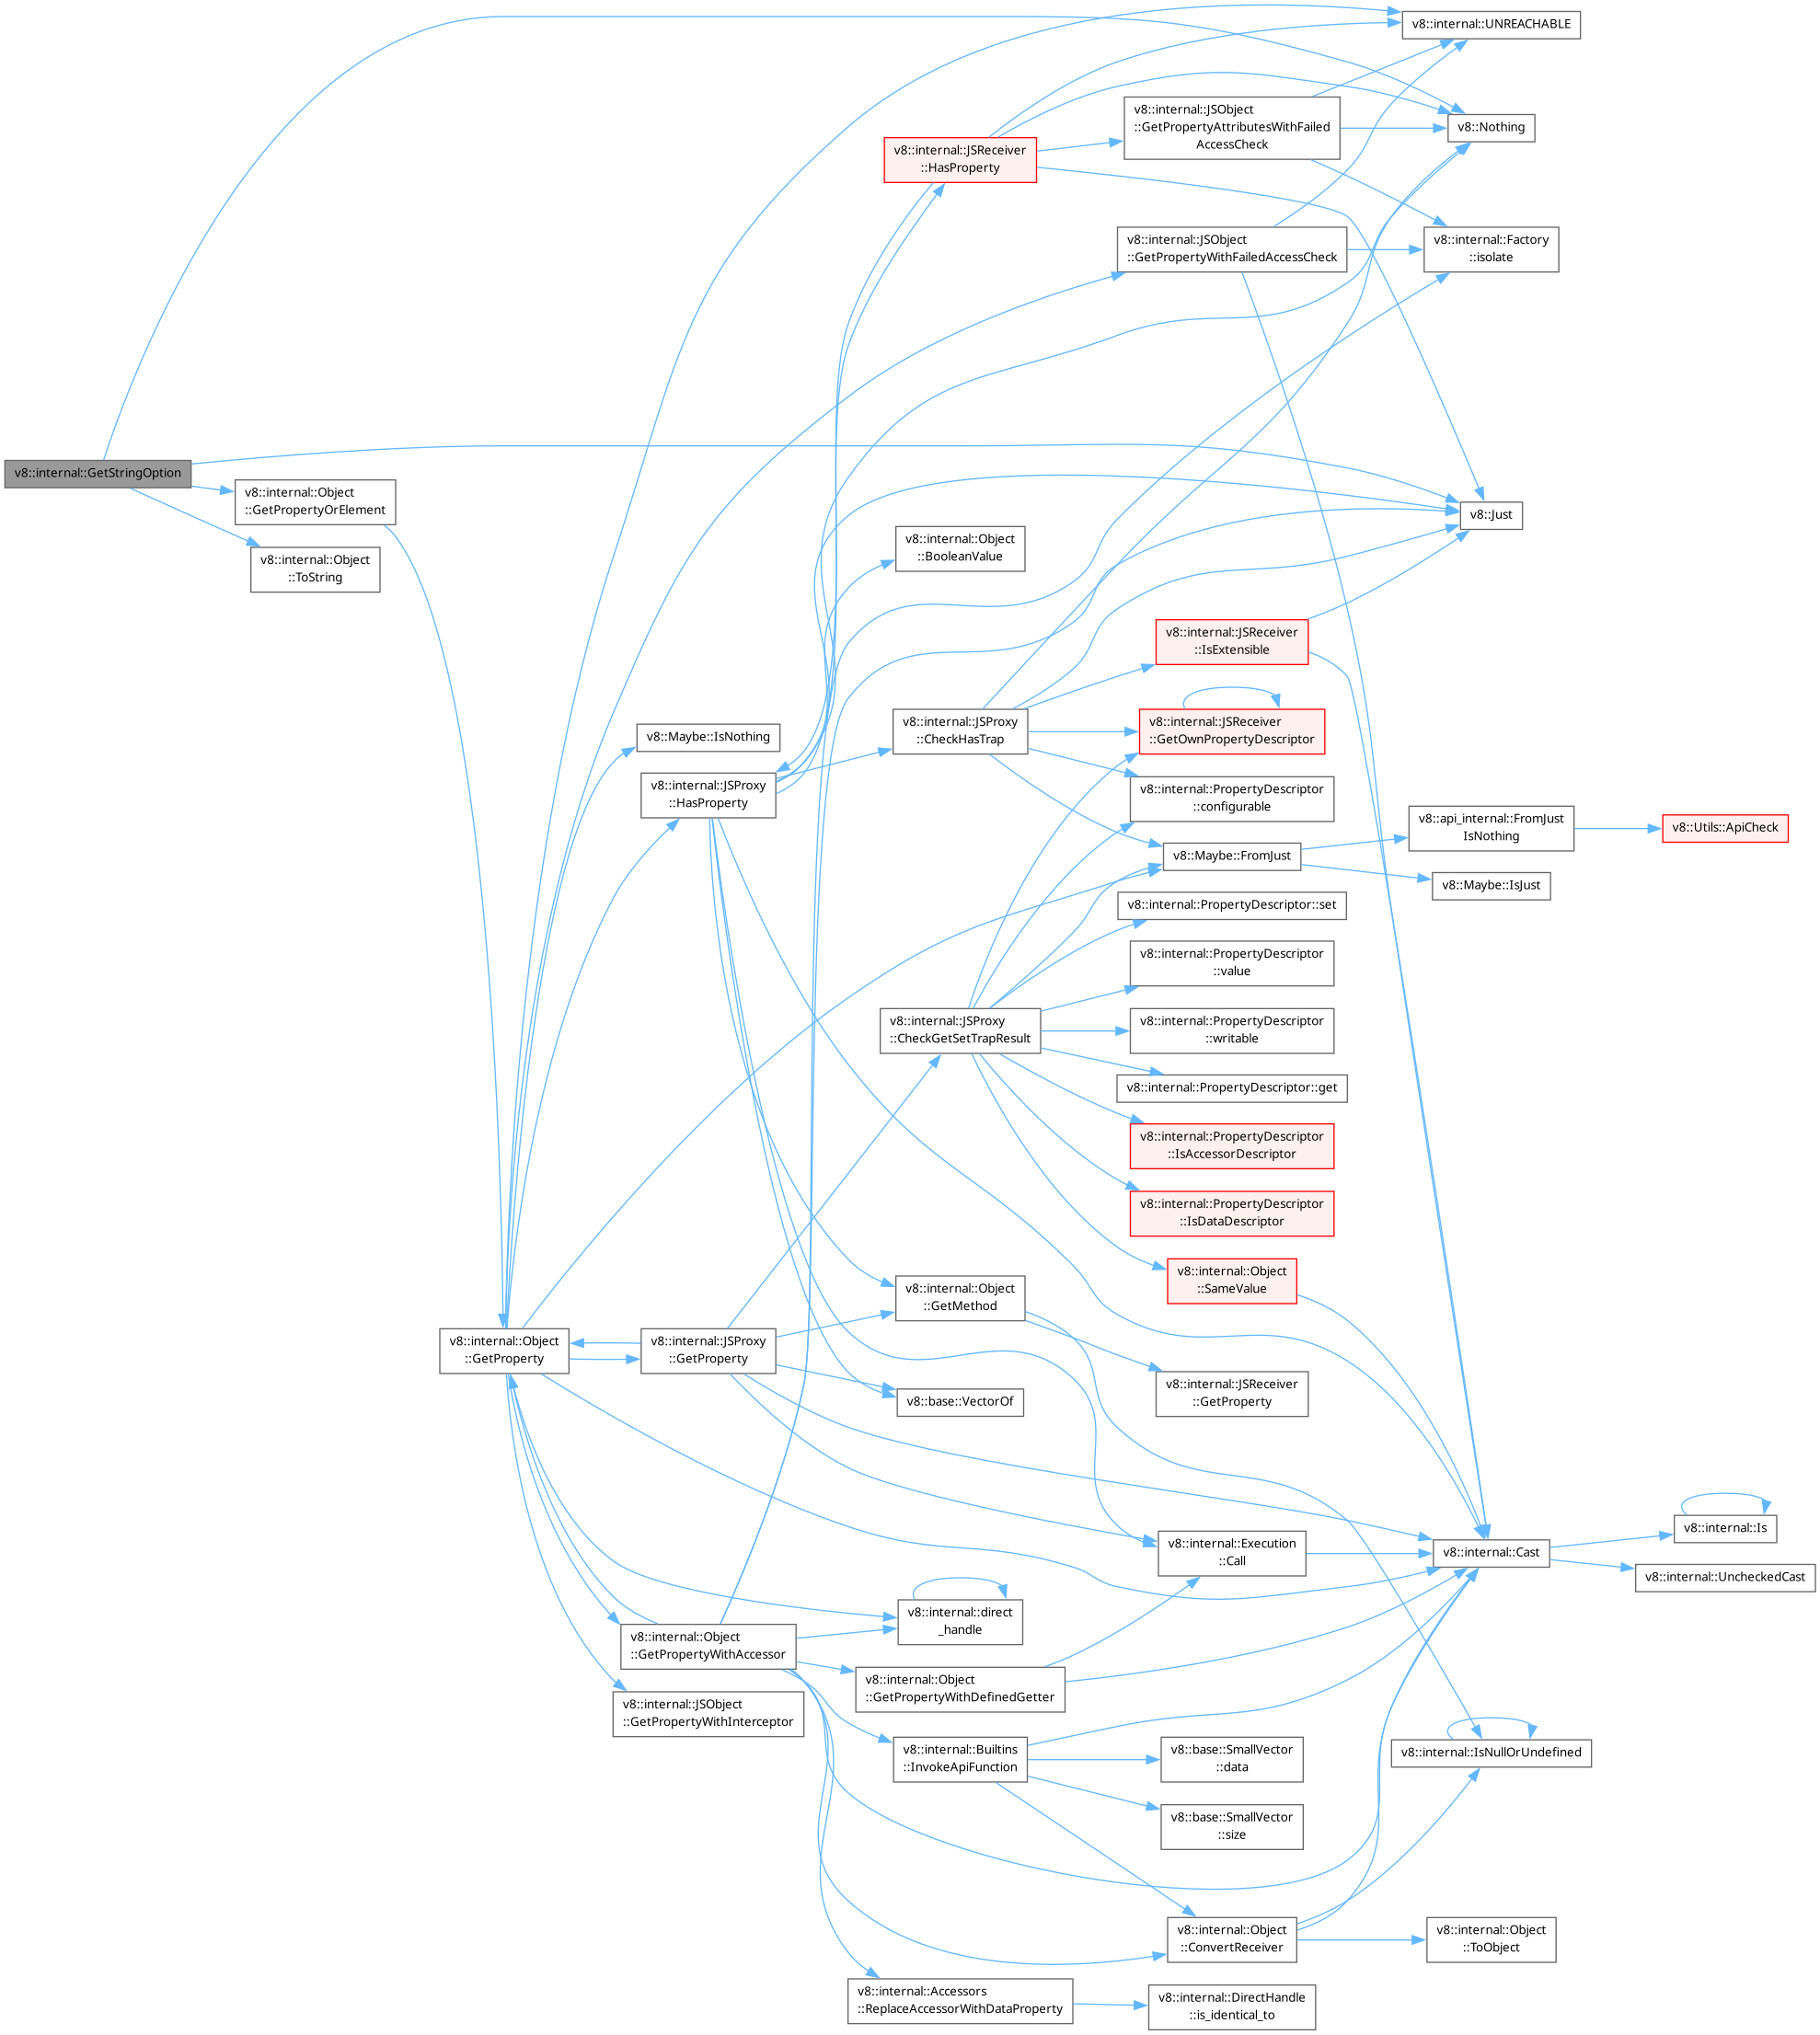 v8::internal::UNREACHABLE
v8::internal::JSObject
::GetPropertyAttributesWithFailed
AccessCheck
v8::Nothing
v8::internal::JSReceiver
::HasProperty
v8::internal::JSObject
::GetPropertyWithFailedAccessCheck
v8::internal::Factory
::isolate
v8::internal::GetStringOption
v8::internal::Object
::GetPropertyOrElement
v8::Just
v8::internal::Object
::BooleanValue
v8::internal::Object
::ToString
v8::internal::JSReceiver
::IsExtensible
v8::Maybe::IsNothing
v8::internal::JSProxy
::CheckHasTrap
v8::internal::JSReceiver
::GetOwnPropertyDescriptor
v8::internal::JSProxy
::HasProperty
v8::internal::PropertyDescriptor
::configurable
v8::api_internal::FromJust
IsNothing
v8::Utils::ApiCheck
v8::Maybe::FromJust
v8::Maybe::IsJust
v8::internal::PropertyDescriptor::set
v8::internal::PropertyDescriptor
::value
v8::internal::JSProxy
::CheckGetSetTrapResult
v8::internal::PropertyDescriptor
::writable
v8::internal::PropertyDescriptor::get
v8::internal::PropertyDescriptor
::IsAccessorDescriptor
v8::internal::PropertyDescriptor
::IsDataDescriptor
v8::internal::Object
::SameValue
v8::internal::Object
::GetMethod
v8::internal::Object
::GetProperty
v8::internal::JSProxy
::GetProperty
v8::base::VectorOf
v8::internal::JSReceiver
::GetProperty
v8::internal::Is
v8::internal::Execution
::Call
v8::internal::Cast
v8::internal::UncheckedCast
v8::internal::direct
_handle
v8::internal::Object
::GetPropertyWithAccessor
v8::internal::Object
::GetPropertyWithDefinedGetter
v8::internal::JSObject
::GetPropertyWithInterceptor
v8::internal::Builtins
::InvokeApiFunction
v8::base::SmallVector
::data
v8::internal::IsNullOrUndefined
v8::base::SmallVector
::size
v8::internal::Object
::ConvertReceiver
v8::internal::Object
::ToObject
v8::internal::Accessors
::ReplaceAccessorWithDataProperty
v8::internal::DirectHandle
::is_identical_to